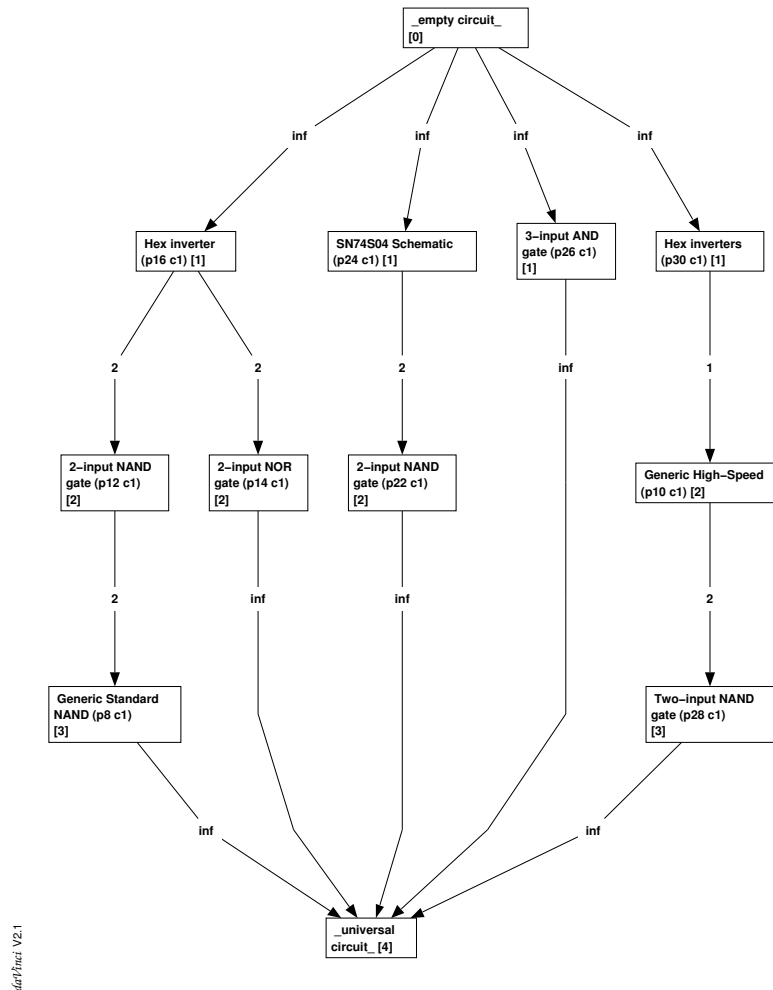 _empty circuit_
[0]
inf
inf
inf
inf
Hex inverter
(p16 c1) [1]
SN74S04 Schematic
(p24 c1) [1]
3−input AND
gate (p26 c1)
[1]
Hex inverters
(p30 c1) [1]
2
2
2
inf
1
2−input NAND
gate (p12 c1)
[2]
2−input NOR
gate (p14 c1)
[2]
2−input NAND
gate (p22 c1)
[2]
Generic High−Speed
(p10 c1) [2]
2
inf
inf
2
Generic Standard
NAND (p8 c1)
[3]
Two−input NAND
gate (p28 c1)
[3]
inf
inf
_universal
circuit_ [4]
daVinci V2.1